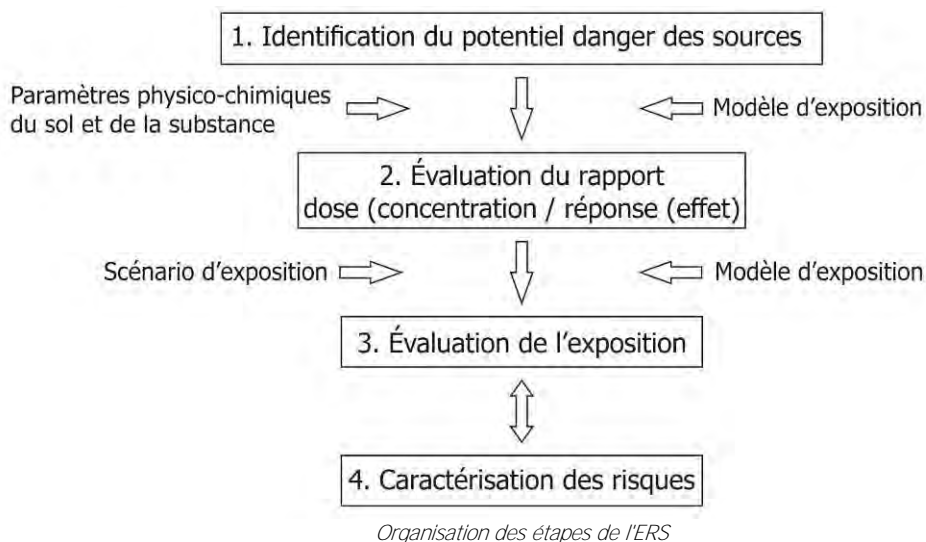 1. Identification du potentiel danger des sources
Paramètres physico-chimiques
du sol et de la substance
Modèle d'exposition
2. Évaluation du rapport
dose (concentration / réponse (effet)
Scénario d'exposition
Modèle d'exposition
3. Évaluation de l'exposition
4. Caractérisation des risques
Organisation des étapes de l'ERS